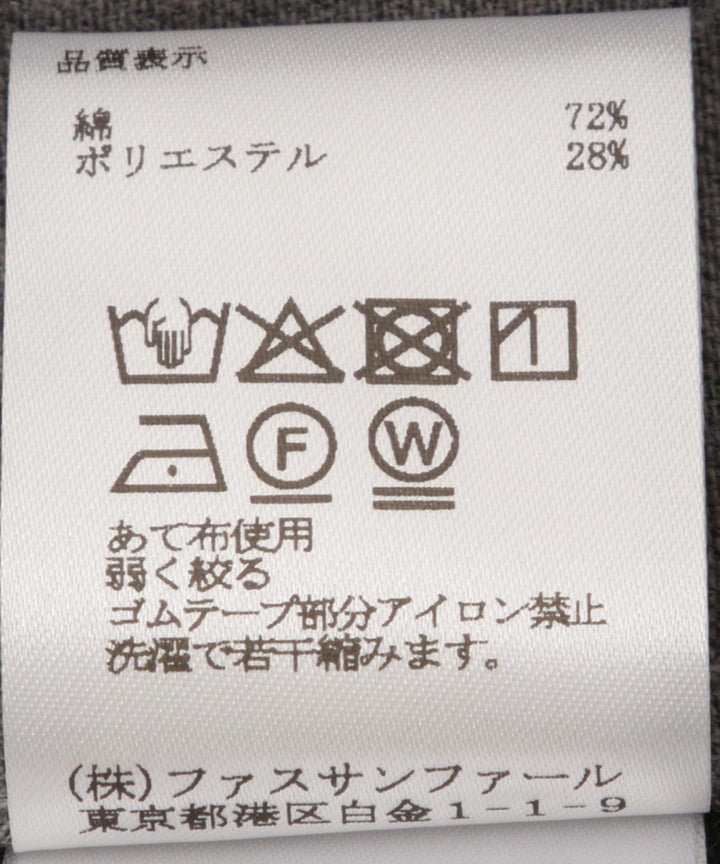 品質表示
綿 72%
ポリエステル 28%
F W
あて布使用
弱く絞る
ゴムテープ部分アイロン禁止
洗濯で若干縮みます。
(株)ファスサンファール
東京都港区白金1-1-9